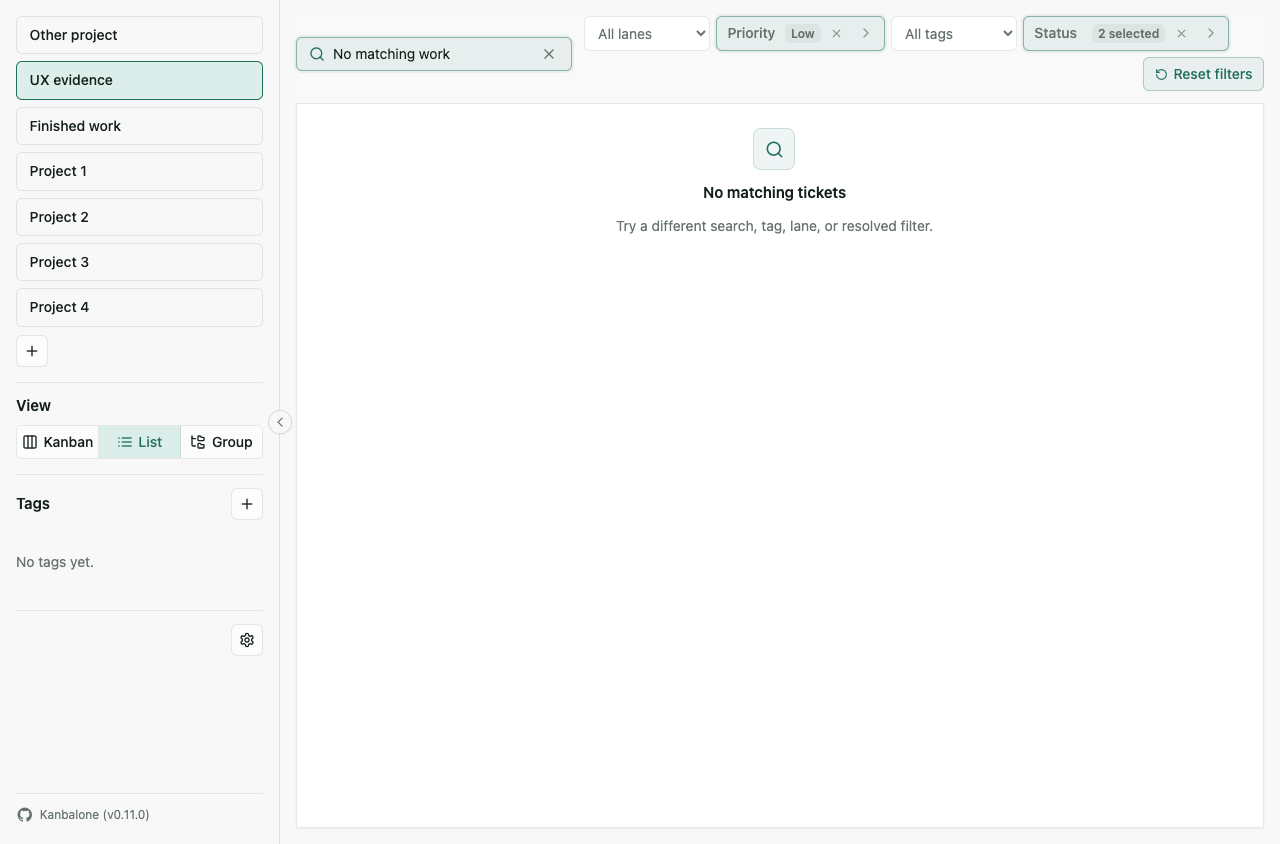 Other project
UX evidence
Finished work
Project 1
Project 2
Project 3
Project 4
View
Kanban List Group
Tags
No tags yet.
Kanbalone (v0.11.0)
No matching work
All lanes
Priority Low
All tags
Status 2 selected
Reset filters
No matching tickets
Try a different search, tag, lane, or resolved filter.